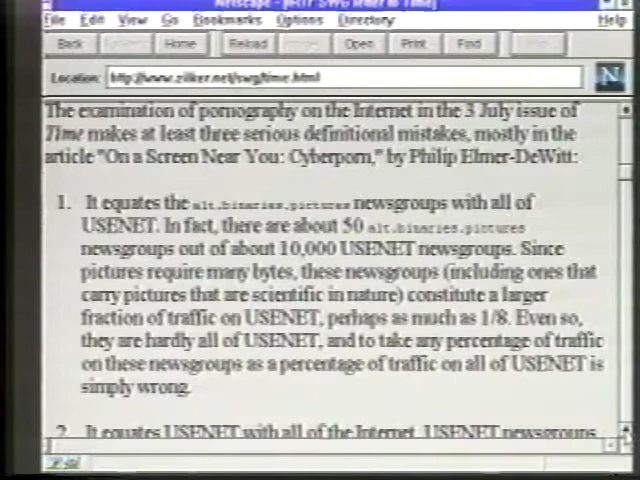 Netscape - [RTF SWG letter to Time]
File Edit View Go Bookmarks Options Directory Help
Back Home Reload Open Print Find
Location: http://www.zilker.net/swg/time.html
N
The examination of pornography on the Internet in the 3 July issue of
Time makes at least three serious definitional mistakes, mostly in the
article "On a Screen Near You: Cyberporn," by Philip Elmer-DeWitt:
1. It equates the alt.binaries.pictures newsgroups with all of
USENET. In fact, there are about 50 alt.binaries.pictures
newsgroups out of about 10,000 USENET newsgroups. Since
pictures require many bytes, these newsgroups (including ones that
carry pictures that are scientific in nature) constitute a larger
fraction of traffic on USENET, perhaps as much as 1/8. Even so,
they are hardly all of USENET, and to take any percentage of traffic
on these newsgroups as a percentage of traffic on all of USENET is
simply wrong.
2. It equates USENET with all of the Internet. USENET newsgroups